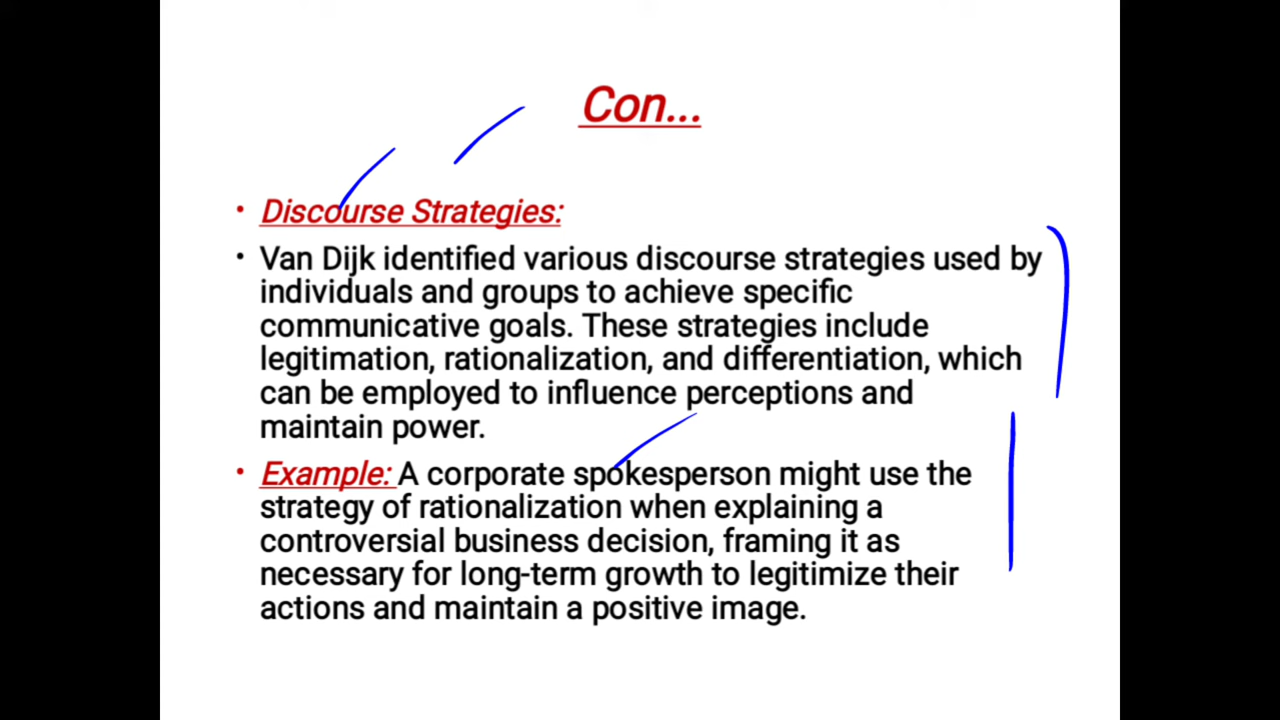 Con...
• Discourse Strategies:
• Van Dijk identified various discourse strategies used by
individuals and groups to achieve specific
communicative goals. These strategies include
legitimation, rationalization, and differentiation, which
can be employed to influence perceptions and
maintain power.
• Example: A corporate spokesperson might use the
strategy of rationalization when explaining a
controversial business decision, framing it as
necessary for long-term growth to legitimize their
actions and maintain a positive image.